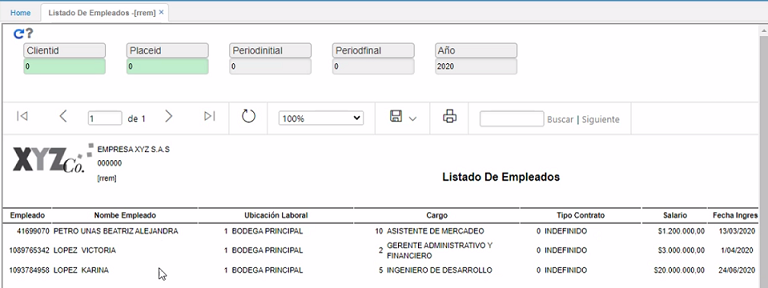 Home Listado De Empleados -[rrem] ×
?
Clientid Placeid Periodinitial Periodfinal Año
0 0 0 0 2020
1 de 1 100% Buscar | Siguiente
XYZ Co.
EMPRESA XYZ S.A.S
000000
[rrem]
Listado De Empleados
Empleado Nombre Empleado Ubicación Laboral Cargo Tipo Contrato Salario Fecha Ingres
41699070 PETRO UNAS BEATRIZ ALEJANDRA 1 BODEGA PRINCIPAL 10 ASISTENTE DE MERCADEO 0 INDEFINIDO $1.200.000,00 13/03/2020
1089765342 LOPEZ VICTORIA 1 BODEGA PRINCIPAL 2 GERENTE ADMINISTRATIVO Y FINANCIERO 0 INDEFINIDO $3.000.000,00 1/04/2020
1093784958 LOPEZ KARINA 1 BODEGA PRINCIPAL 5 INGENIERO DE DESARROLLO 0 INDEFINIDO $20.000.000,00 24/06/2020